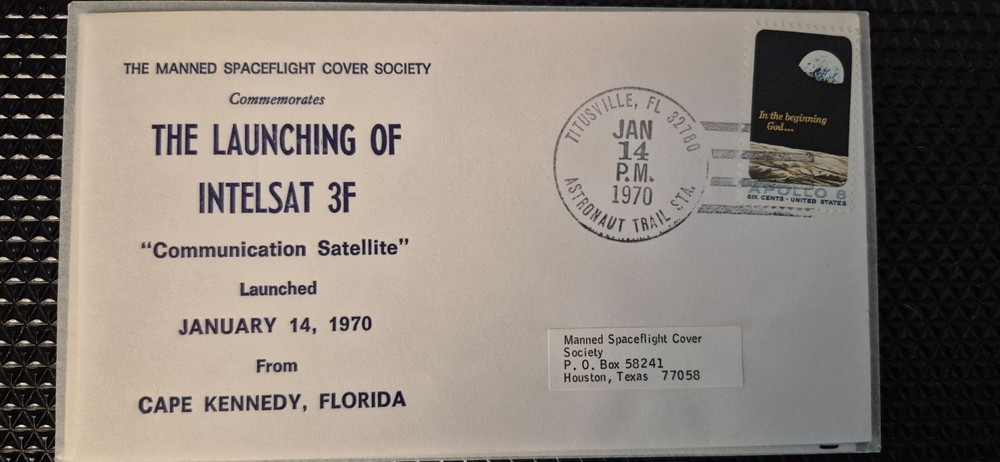 THE MANNED SPACEFLIGHT COVER SOCIETY
Commemorates
THE LAUNCHING OF
INTELSAT 3F
"Communication Satellite"
Launched
JANUARY 14, 1970
From
CAPE KENNEDY, FLORIDA
TITUSVILLE, FL 32780
JAN
14
P.M.
1970
ASTRONAUT TRAIL STA.
In the beginning
God...
APOLLO 8
SIX CENTS · UNITED STATES
Manned Spaceflight Cover
Society
P. O. Box 58241
Houston, Texas 77058